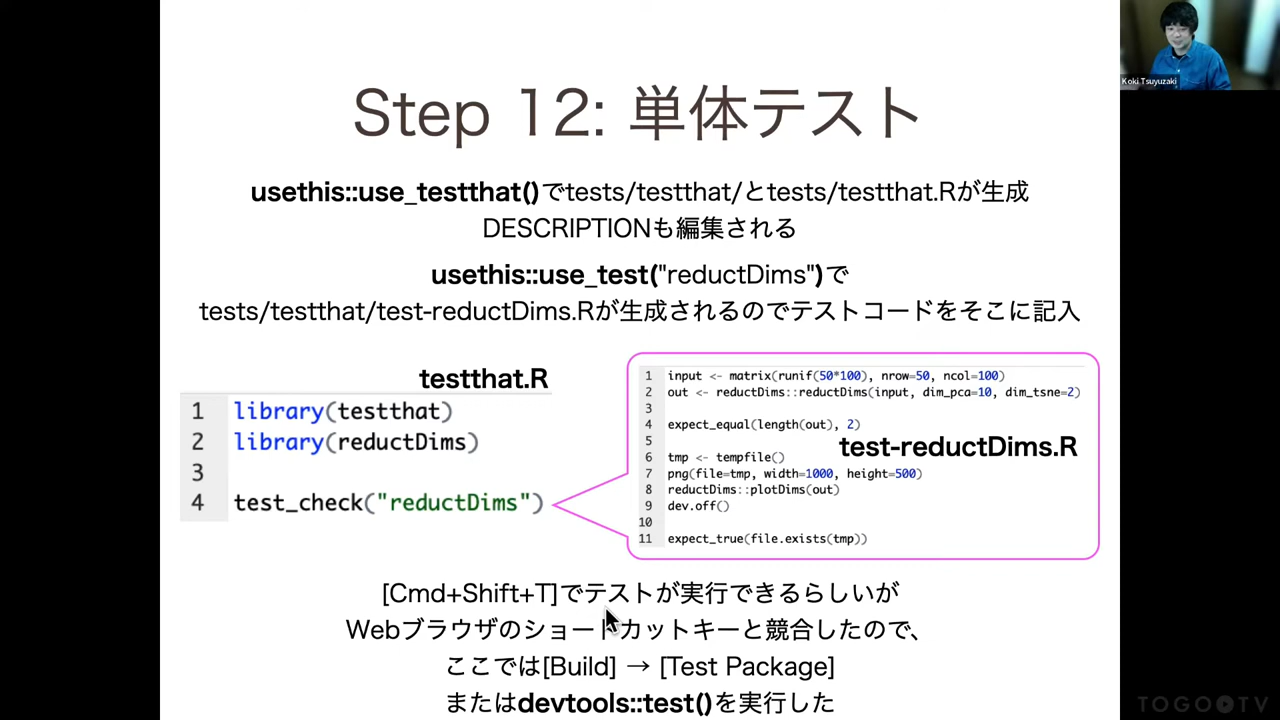 Koki Tsuyuzaki
Step 12: 単体テスト
usethis::use_testthat()でtests/testthat/とtests/testthat.Rが生成
DESCRIPTIONも編集される
usethis::use_test("reductDims")で
tests/testthat/test-reductDims.Rが生成されるのでテストコードをそこに記入
testthat.R
1 library(testthat)
2 library(reductDims)
3
4 test_check("reductDims")
1 input <- matrix(runif(50*100), nrow=50, ncol=100)
2 out <- reductDims::reductDims(input, dim_pca=10, dim_tsne=2)
3
4 expect_equal(length(out), 2)
5
test-reductDims.R
6 tmp <- tempfile()
7 png(file=tmp, width=1000, height=500)
8 reductDims::plotDims(out)
9 dev.off()
10
11 expect_true(file.exists(tmp))
[Cmd+Shift+T]でテストが実行できるらしいが
Webブラウザのショートカットキーと競合したので、
ここでは[Build] → [Test Package]
またはdevtools::test()を実行した
TOGO TV